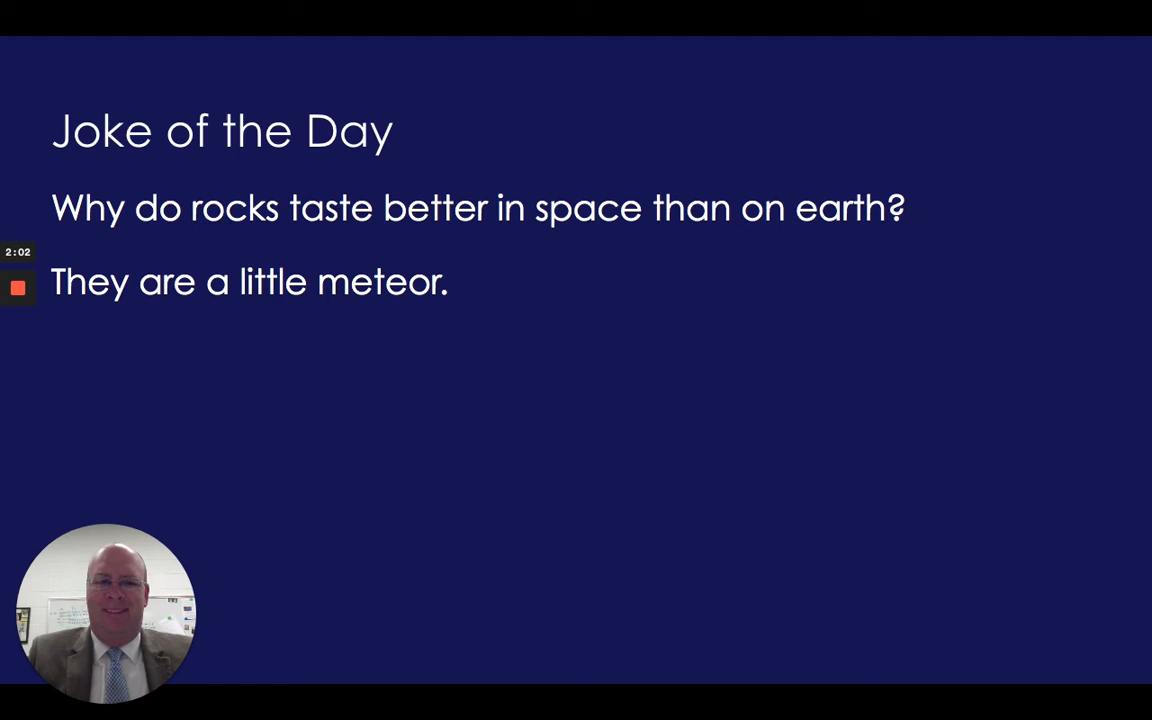 Joke of the Day
Why do rocks taste better in space than on earth?
2:02
They are a little meteor.